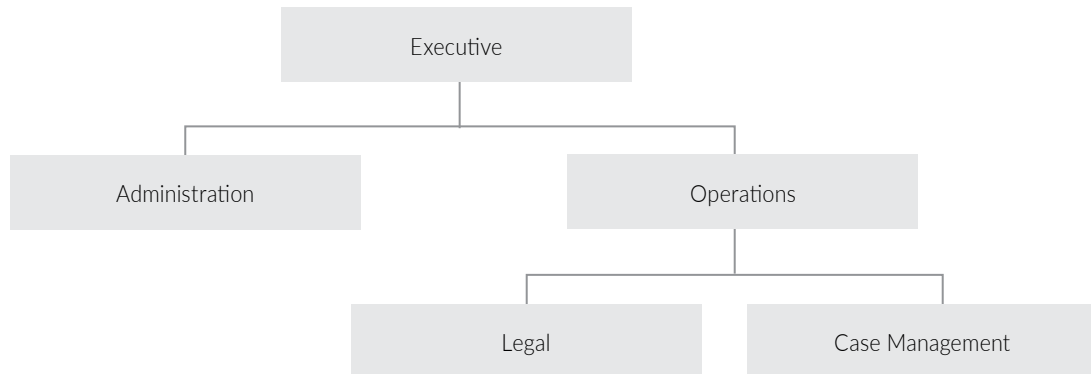 Executive
Administration
Operations
Legal
Case Management